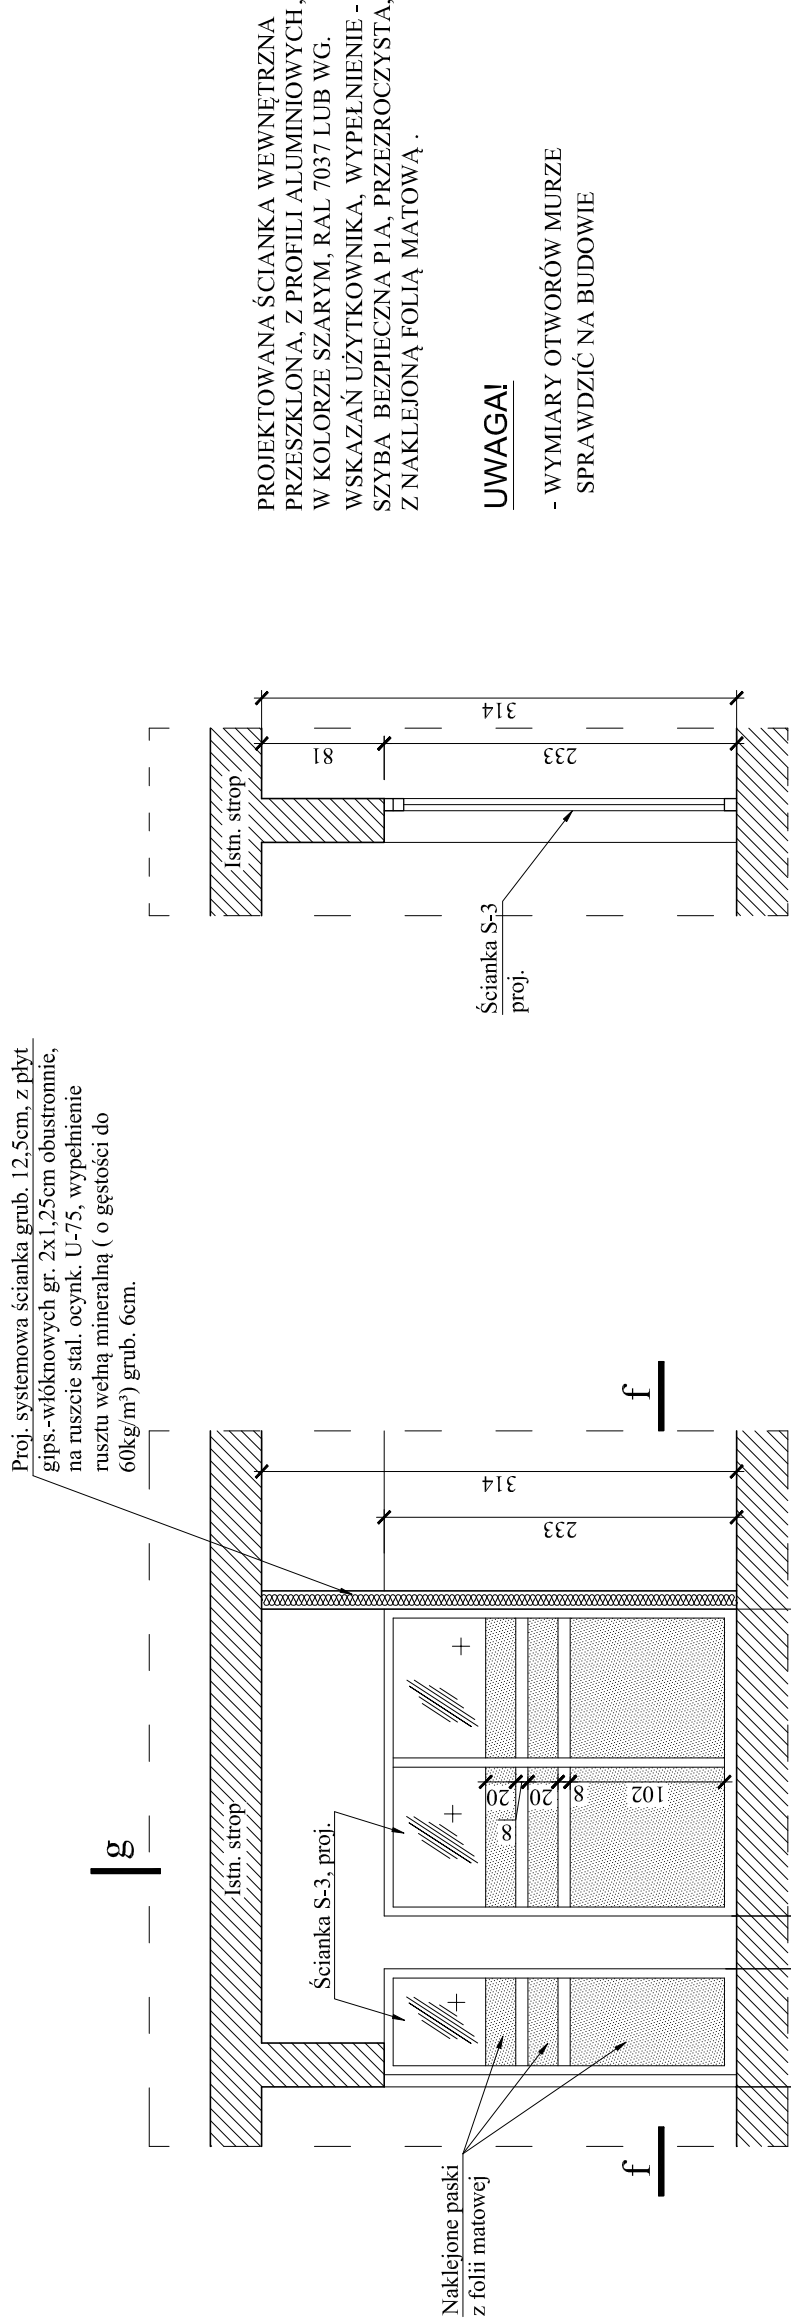 Proj. systemowa ścianka grub. 12,5cm, z płyt
gips.-włóknowych gr. 2x1,25cm obustronnie,
na ruszcie stal. ocynk. U-75, wypełnienie
rusztu wełną mineralną ( o gęstości do
60kg/m³) grub. 6cm.
g
Istn. strop
Ścianka S-3, proj.
Naklejone paski
z folii matowej
f
f
314
233
20
8
20
8
102
Istn. strop
81
314
233
Ścianka S-3
proj.
PROJEKTOWANA ŚCIANKA WEWNĘTRZNA
PRZESZKLONA, Z PROFILI ALUMINIOWYCH,
W KOLORZE SZARYM, RAL 7037 LUB WG.
WSKAZAŃ UŻYTKOWNIKA, WYPEŁNIENIE -
SZYBA BEZPIECZNA P1A, PRZEZROCZYSTA,
Z NAKLEJONĄ FOLIĄ MATOWĄ .
UWAGA!
- WYMIARY OTWORÓW MURZE
SPRAWDZIĆ NA BUDOWIE